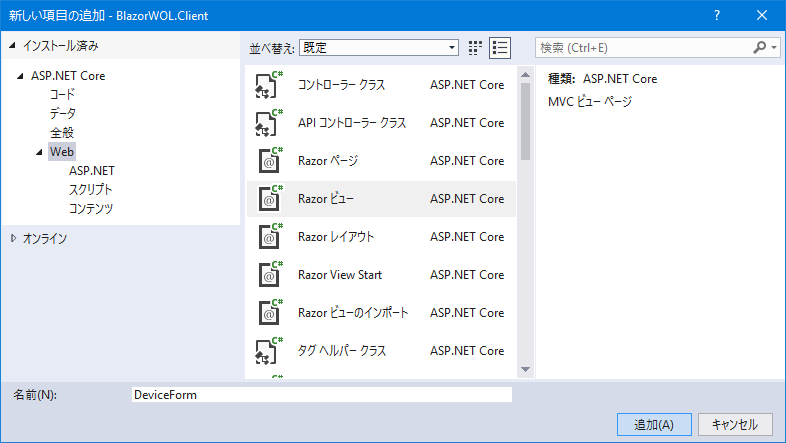 新しい項目の追加 - BlazorWOL.Client
インストール済み
ASP.NET Core
コード
データ
全般
Web
ASP.NET
スクリプト
コンテンツ
オンライン
並べ替え: 既定
コントローラー クラス ASP.NET Core
API コントローラー クラス ASP.NET Core
Razor ページ ASP.NET Core
Razor ビュー ASP.NET Core
Razor レイアウト ASP.NET Core
Razor View Start ASP.NET Core
Razor ビューのインポート ASP.NET Core
タグ ヘルパー クラス ASP.NET Core
検索 (Ctrl+E)
種類: ASP.NET Core
MVC ビュー ページ
名前(N): DeviceForm
追加(A) キャンセル